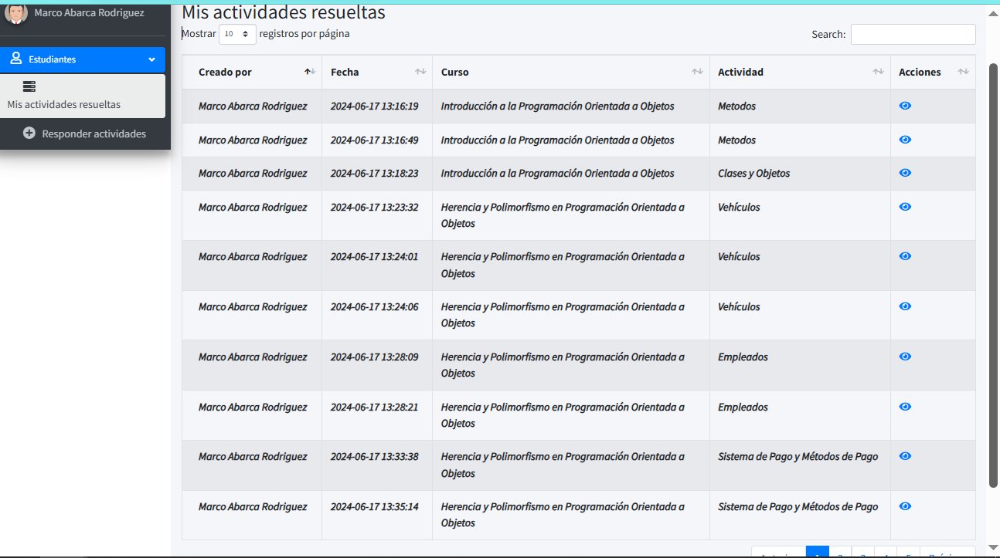 Marco Abarca Rodriguez
Estudiantes
Mis actividades resueltas
Responder actividades
Mis actividades resueltas
Mostrar 10 registros por página
Search:
Creado por Fecha Curso Actividad Acciones
Marco Abarca Rodriguez 2024-06-17 13:16:19 Introducción a la Programación Orientada a Objetos Metodos
Marco Abarca Rodriguez 2024-06-17 13:16:49 Introducción a la Programación Orientada a Objetos Metodos
Marco Abarca Rodriguez 2024-06-17 13:18:23 Introducción a la Programación Orientada a Objetos Clases y Objetos
Marco Abarca Rodriguez 2024-06-17 13:23:32 Herencia y Polimorfismo en Programación Orientada a Vehículos
Objetos
Marco Abarca Rodriguez 2024-06-17 13:24:01 Herencia y Polimorfismo en Programación Orientada a Vehículos
Objetos
Marco Abarca Rodriguez 2024-06-17 13:24:06 Herencia y Polimorfismo en Programación Orientada a Vehículos
Objetos
Marco Abarca Rodriguez 2024-06-17 13:28:09 Herencia y Polimorfismo en Programación Orientada a Empleados
Objetos
Marco Abarca Rodriguez 2024-06-17 13:28:21 Herencia y Polimorfismo en Programación Orientada a Empleados
Objetos
Marco Abarca Rodriguez 2024-06-17 13:33:38 Herencia y Polimorfismo en Programación Orientada a Sistema de Pago y Métodos de Pago
Objetos
Marco Abarca Rodriguez 2024-06-17 13:35:14 Herencia y Polimorfismo en Programación Orientada a Sistema de Pago y Métodos de Pago
Objetos